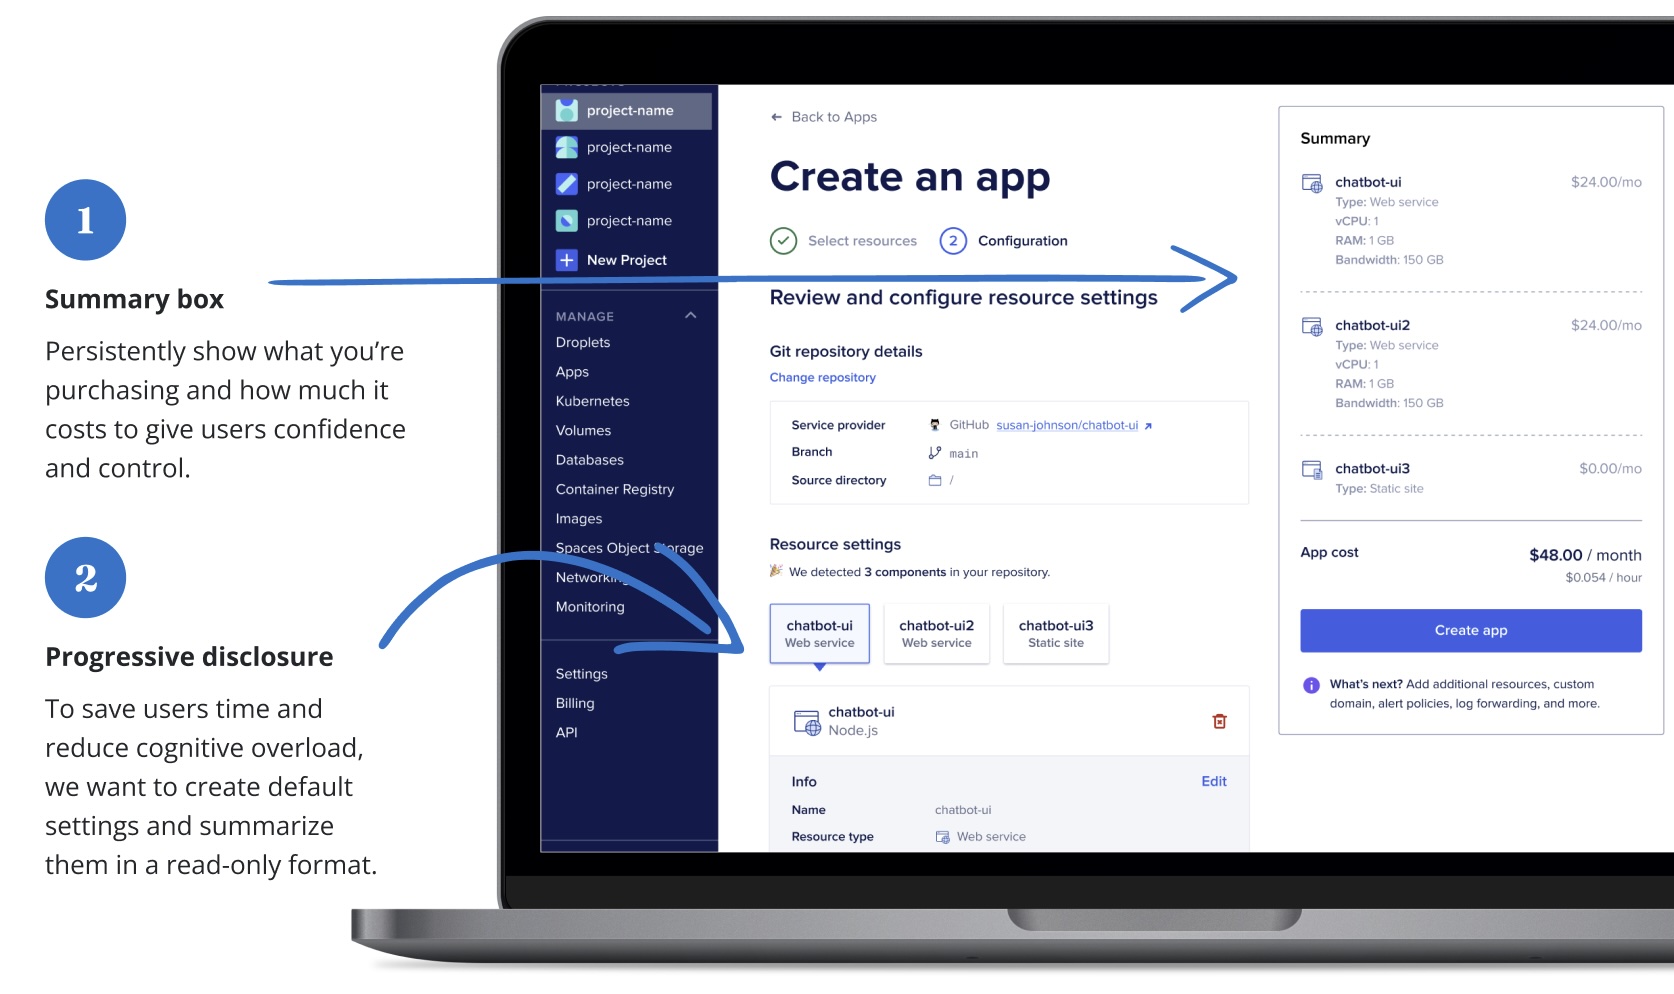 1
Summary box
Persistently show what you're
purchasing and how much it
costs to give users confidence
and control.
2
Progressive disclosure
To save users time and
reduce cognitive overload,
we want to create default
settings and summarize
them in a read-only format.
project-name
project-name
project-name
project-name
New Project
MANAGE
Droplets
Apps
Kubernetes
Volumes
Databases
Container Registry
Images
Spaces Object Storage
Networking
Monitoring
Settings
Billing
API
← Back to Apps
Create an app
Select resources
2 Configuration
Review and configure resource settings
Git repository details
Change repository
Service provider GitHub susan-johnson/chatbot-ui
Branch main
Source directory /
Resource settings
We detected 3 components in your repository.
chatbot-ui
Web service
chatbot-ui2
Web service
chatbot-ui3
Static site
chatbot-ui
Node.js
Info Edit
Name chatbot-ui
Resource type Web service
Summary
chatbot-ui $24.00/mo
Type: Web service
vCPU: 1
RAM: 1 GB
Bandwidth: 150 GB
chatbot-ui2 $24.00/mo
Type: Web service
vCPU: 1
RAM: 1 GB
Bandwidth: 150 GB
chatbot-ui3 $0.00/mo
Type: Static site
App cost $48.00 / month
$0.054 / hour
Create app
What's next? Add additional resources, custom
domain, alert policies, log forwarding, and more.